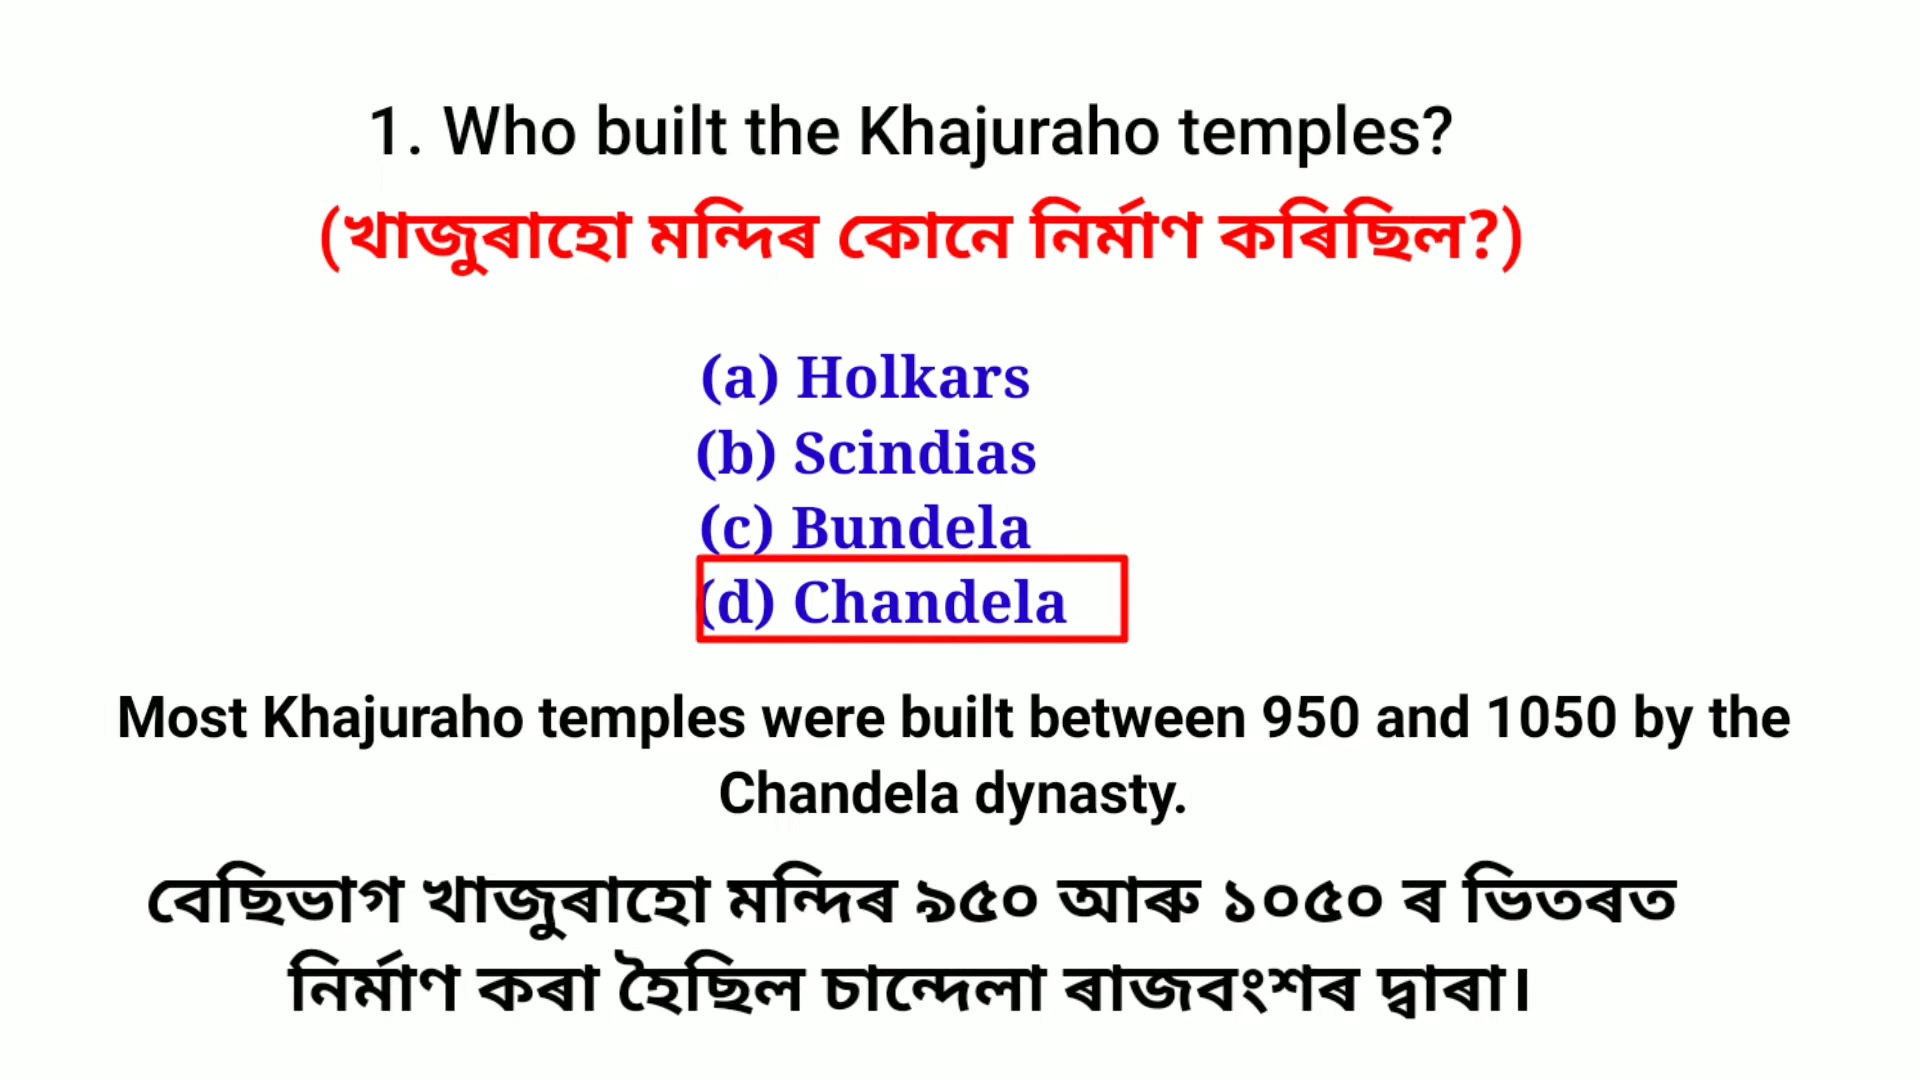 1. Who built the Khajuraho temples?
(খাজুৰাহো মন্দিৰ কোনে নিৰ্মাণ কৰিছিল?)
(a) Holkars
(b) Scindias
(c) Bundela
(d) Chandela
Most Khajuraho temples were built between 950 and 1050 by the
Chandela dynasty.
বেছিভাগ খাজুৰাহো মন্দিৰ ৯৫০ আৰু ১০৫০ ৰ ভিতৰত
নিৰ্মাণ কৰা হৈছিল চান্দেলা ৰাজবংশৰ দ্বাৰা।